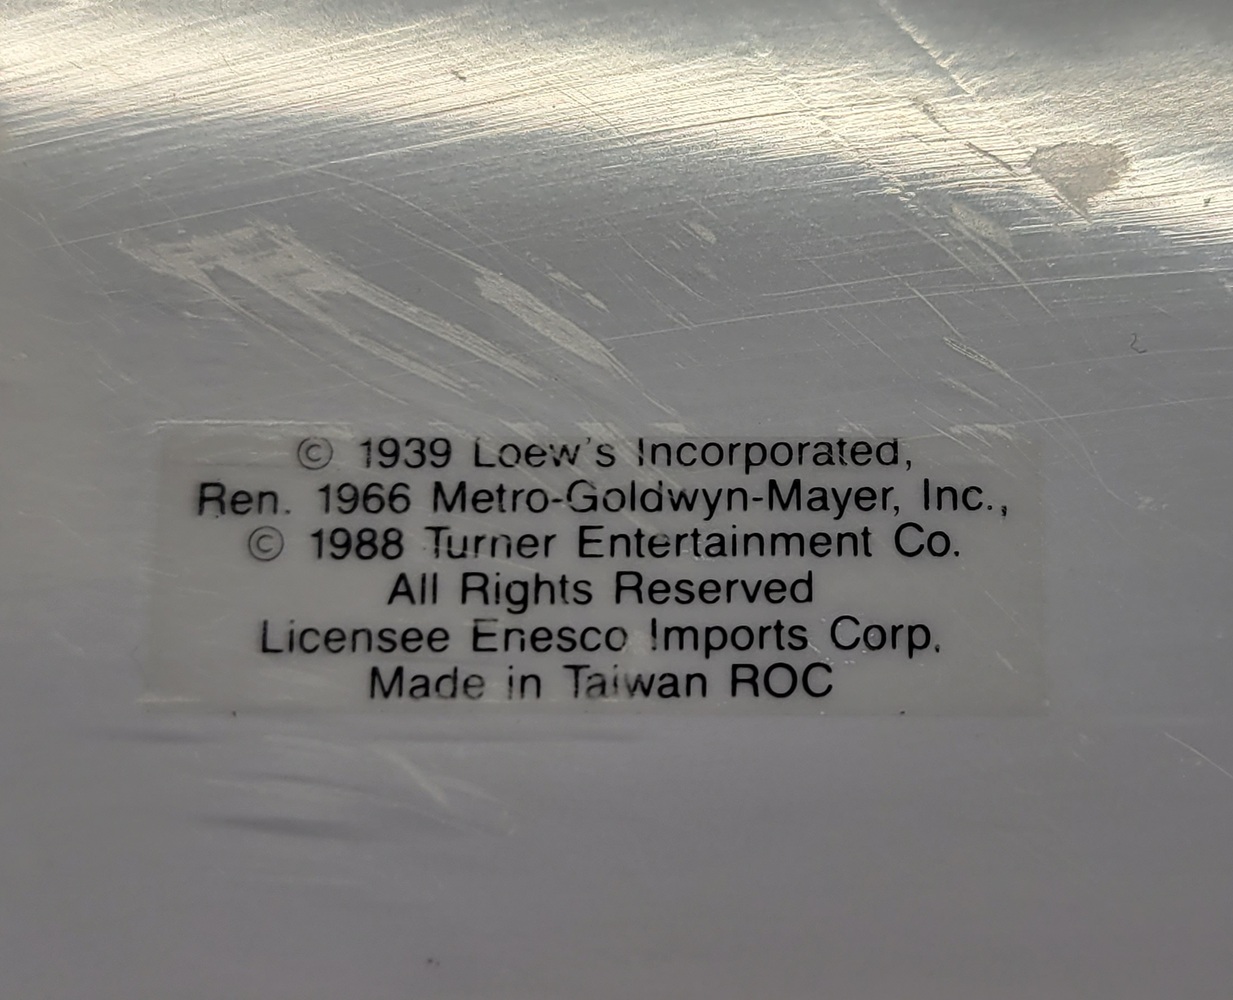 © 1939 Loew's Incorporated,
Ren. 1966 Metro-Goldwyn-Mayer, Inc.,
© 1988 Turner Entertainment Co.
All Rights Reserved
Licensee Enesco Imports Corp.
Made in Taiwan ROC